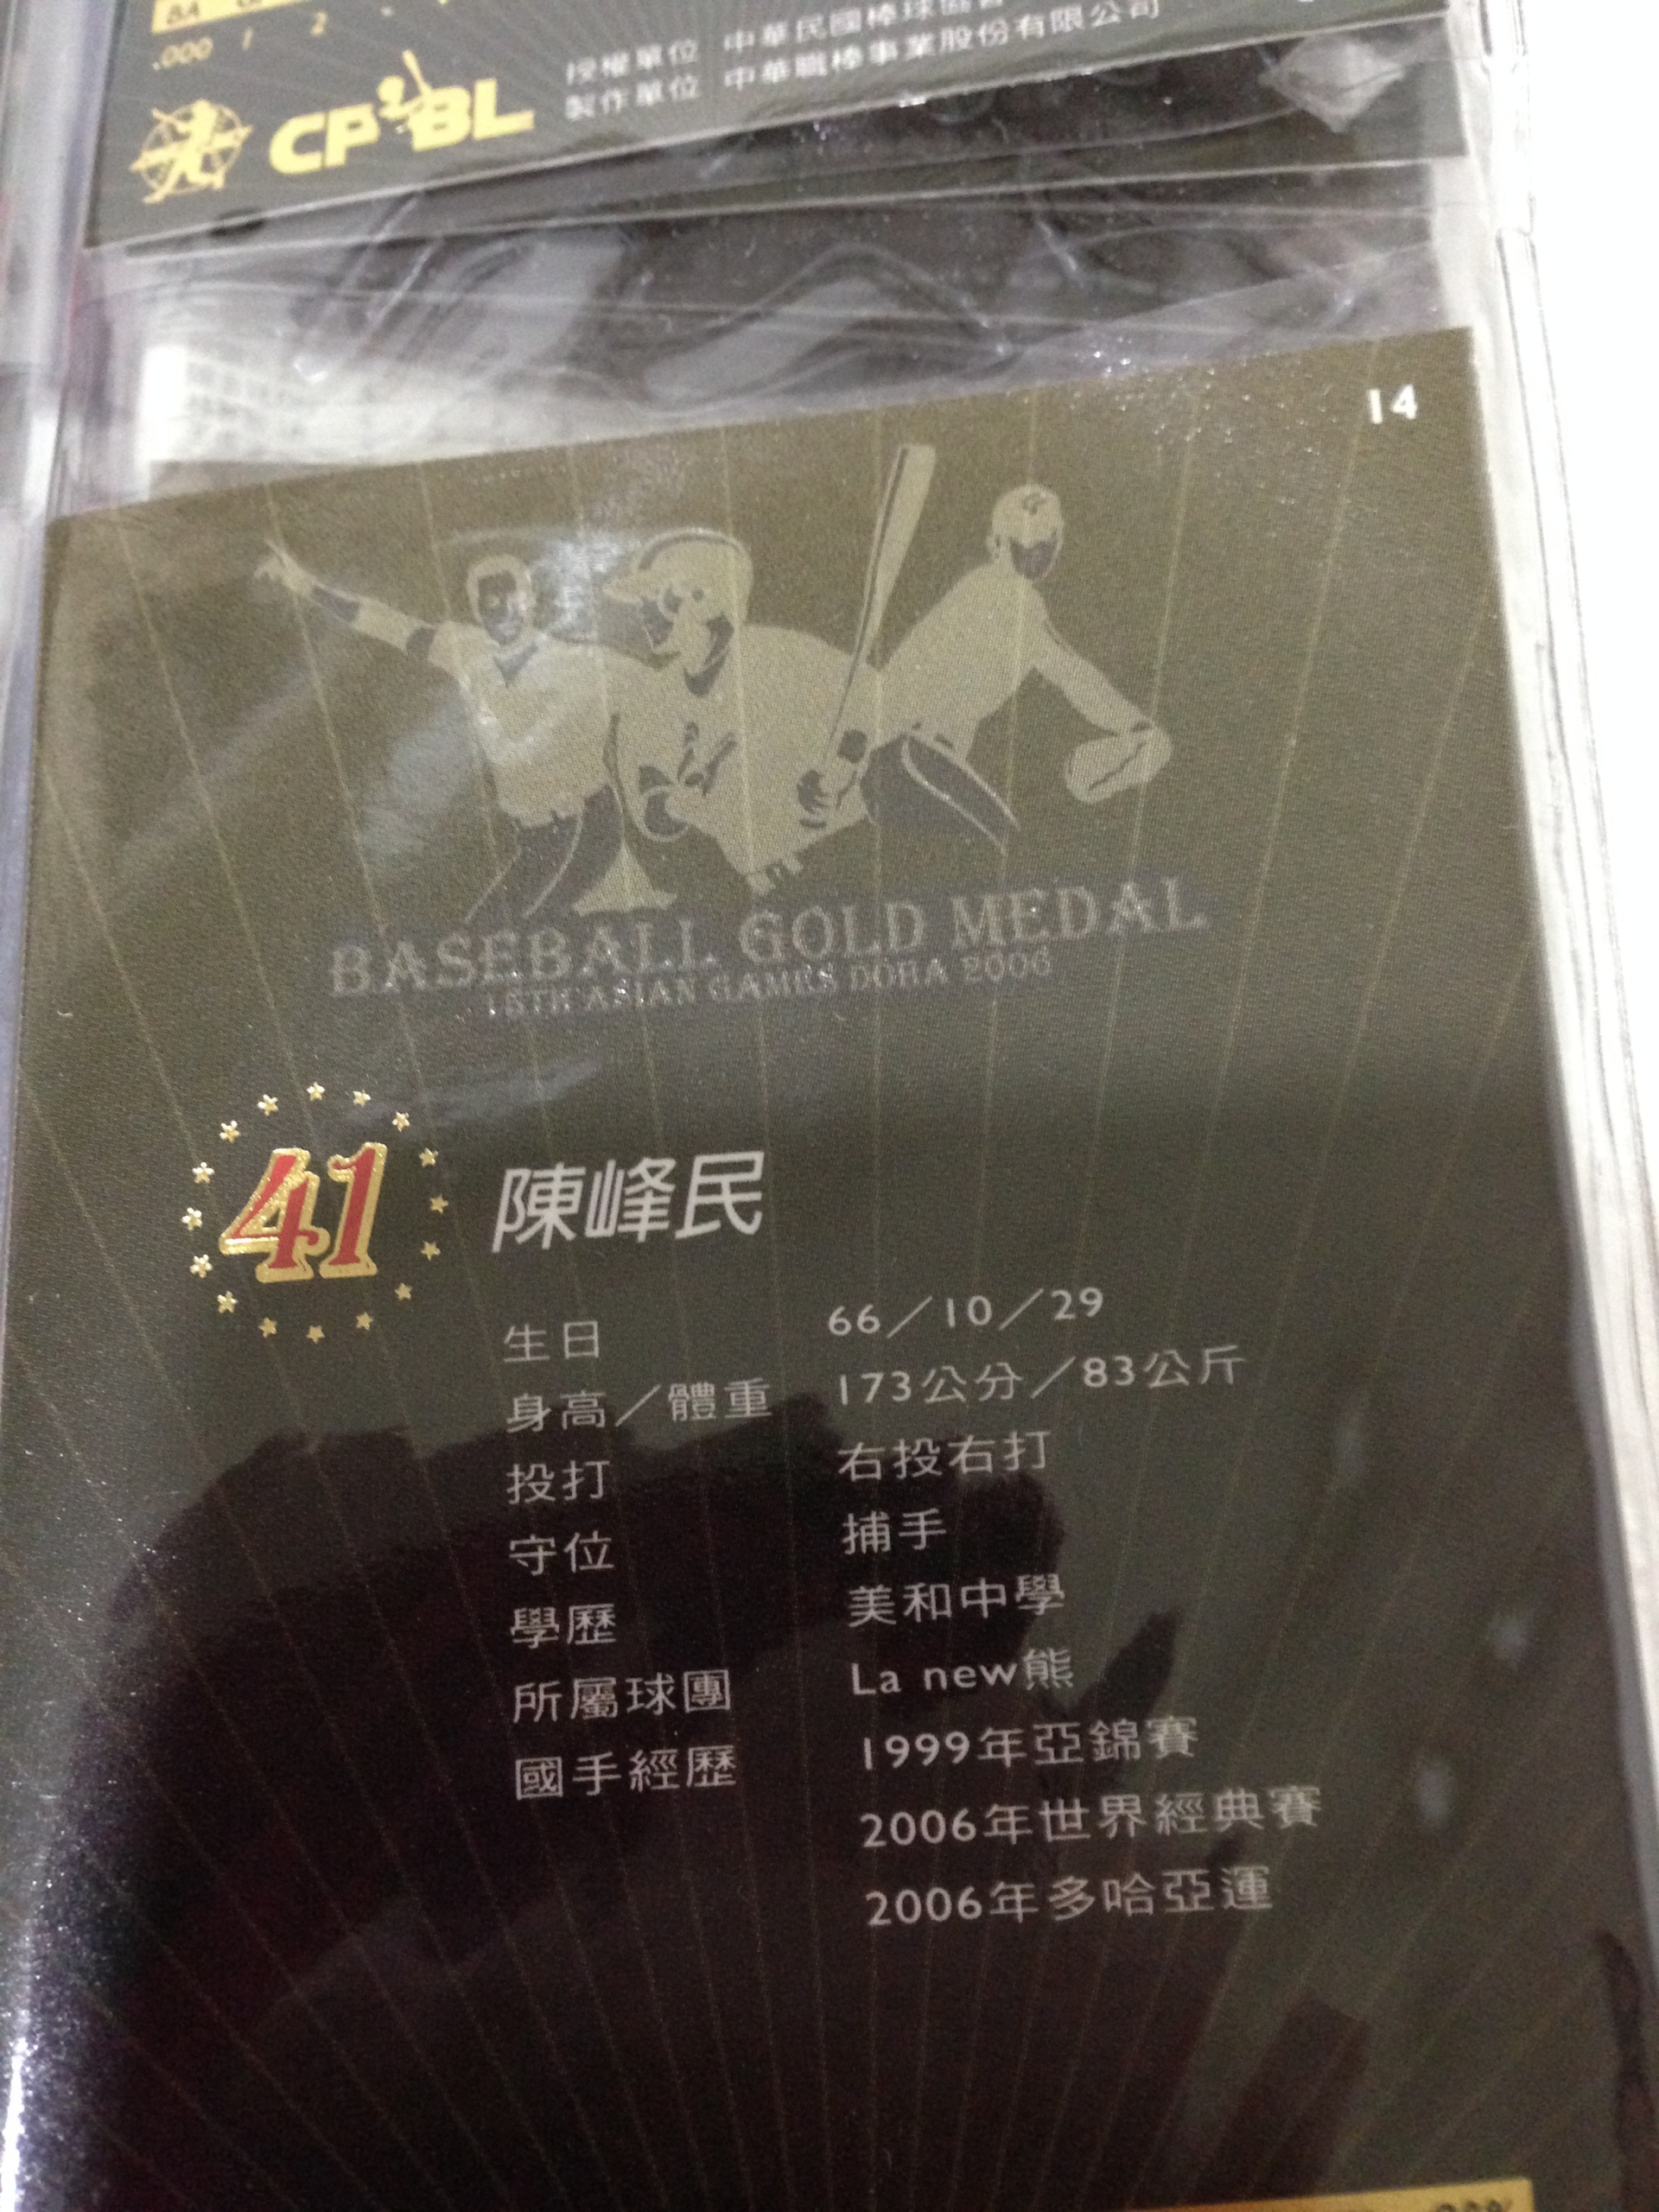 BA
.000 1 2
授權單位 中華民國棒球協會
製作單位 中華職棒事業股份有限公司
CPBL
14
BASEBALL GOLD MEDAL
15TH ASIAN GAMES DOHA 2006
41 陳峰民
生日 66／10／29
身高／體重 173公分／83公斤
投打 右投右打
守位 捕手
學歷 美和中學
所屬球團 La new熊
國手經歷 1999年亞錦賽
2006年世界經典賽
2006年多哈亞運